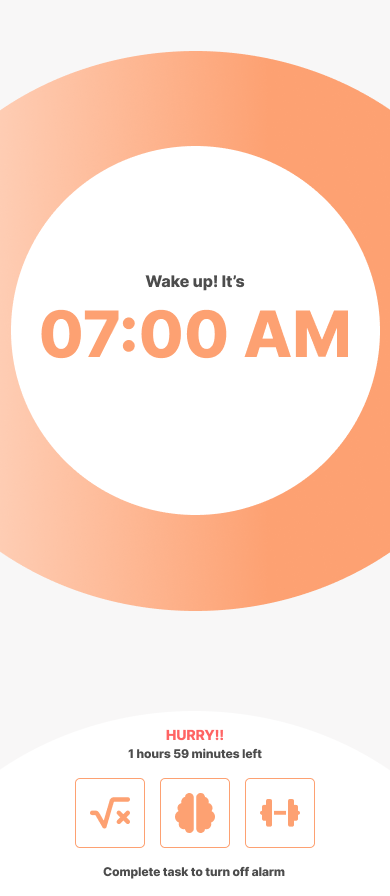 Wake up! It’s
07:00 AM
HURRY!!
1 hours 59 minutes left
Complete task to turn off alarm